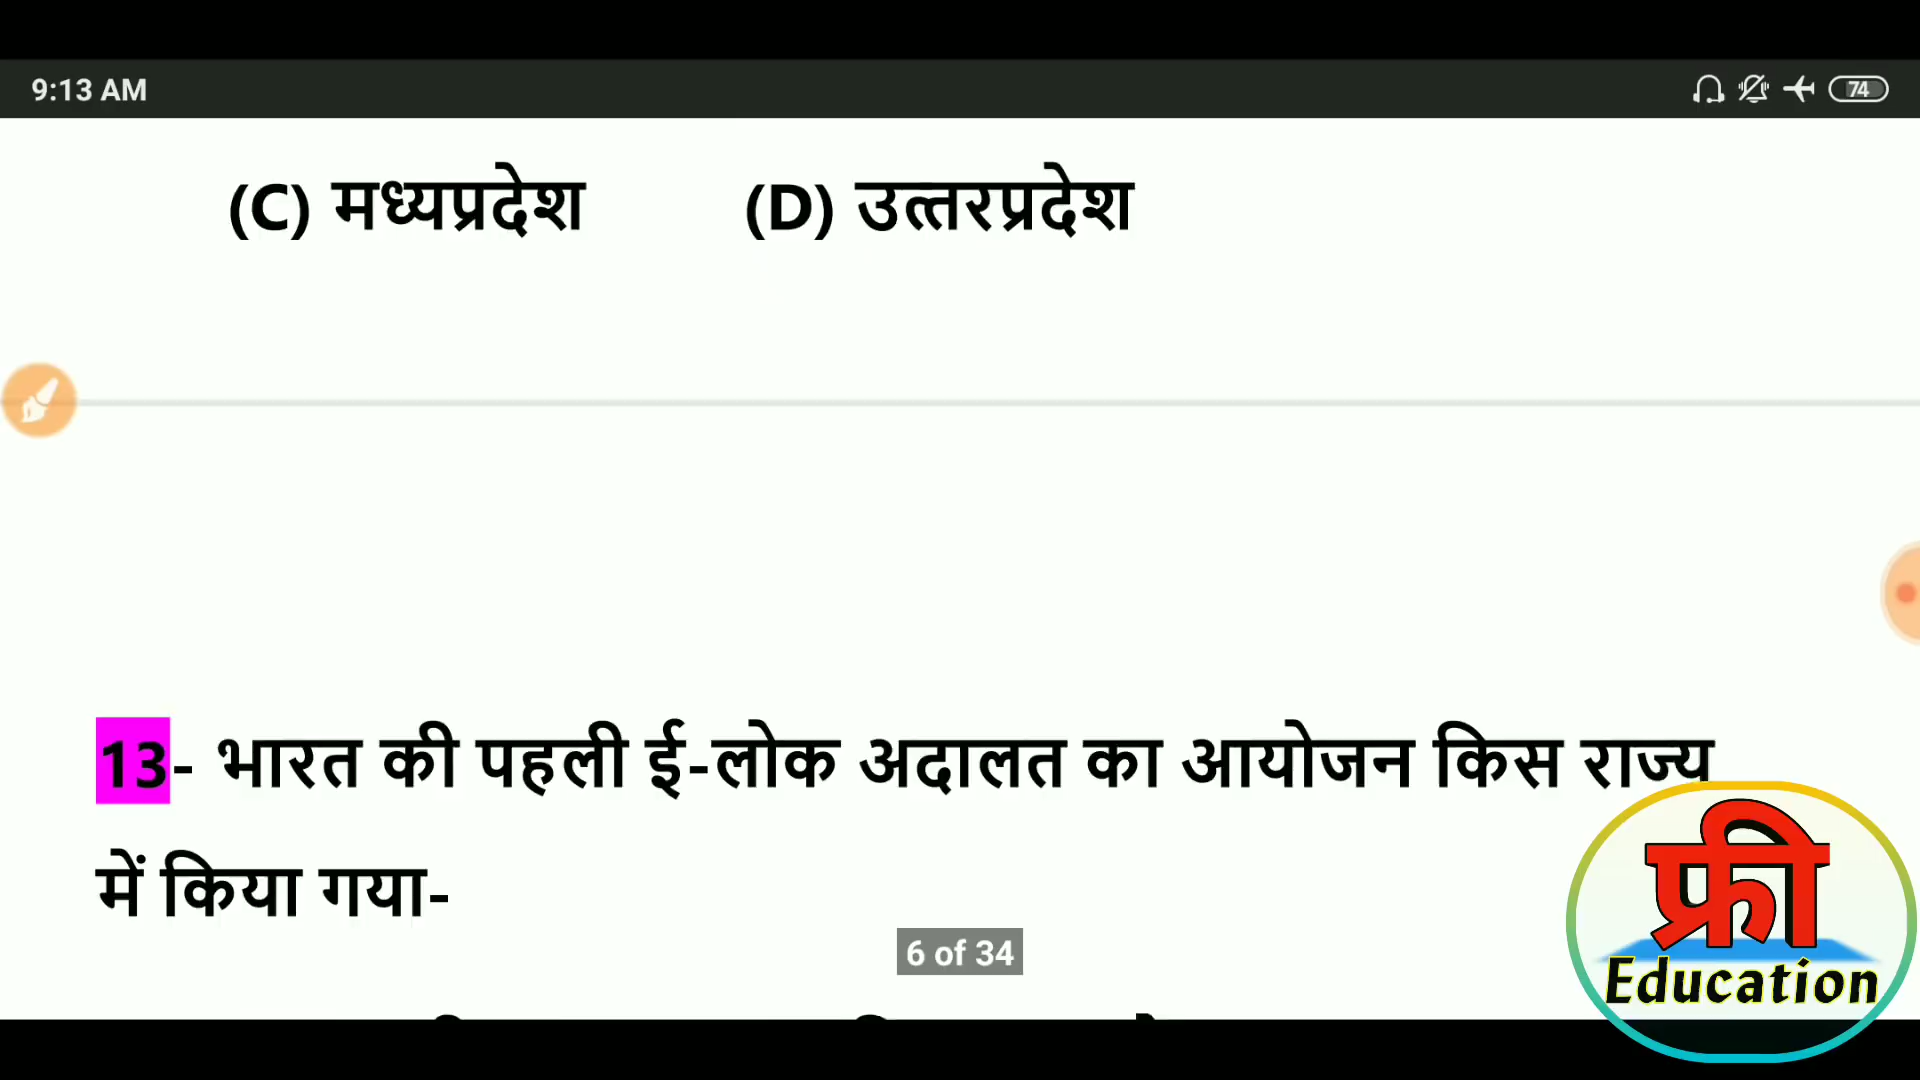 9:13 AM
74
(C) मध्यप्रदेश (D) उत्तरप्रदेश
13- भारत की पहली ई-लोक अदालत का आयोजन किस राज्य
में किया गया-
6 of 34
फ्री
Education